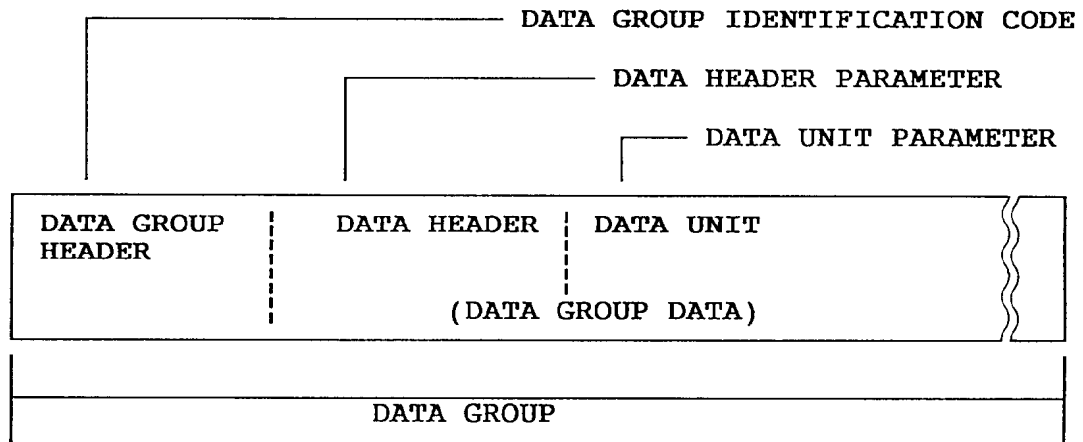 DATA GROUP IDENTIFICATION CODE
DATA HEADER PARAMETER
DATA UNIT PARAMETER
DATA GROUP
HEADER
DATA HEADER
DATA UNIT
(DATA GROUP DATA)
DATA GROUP